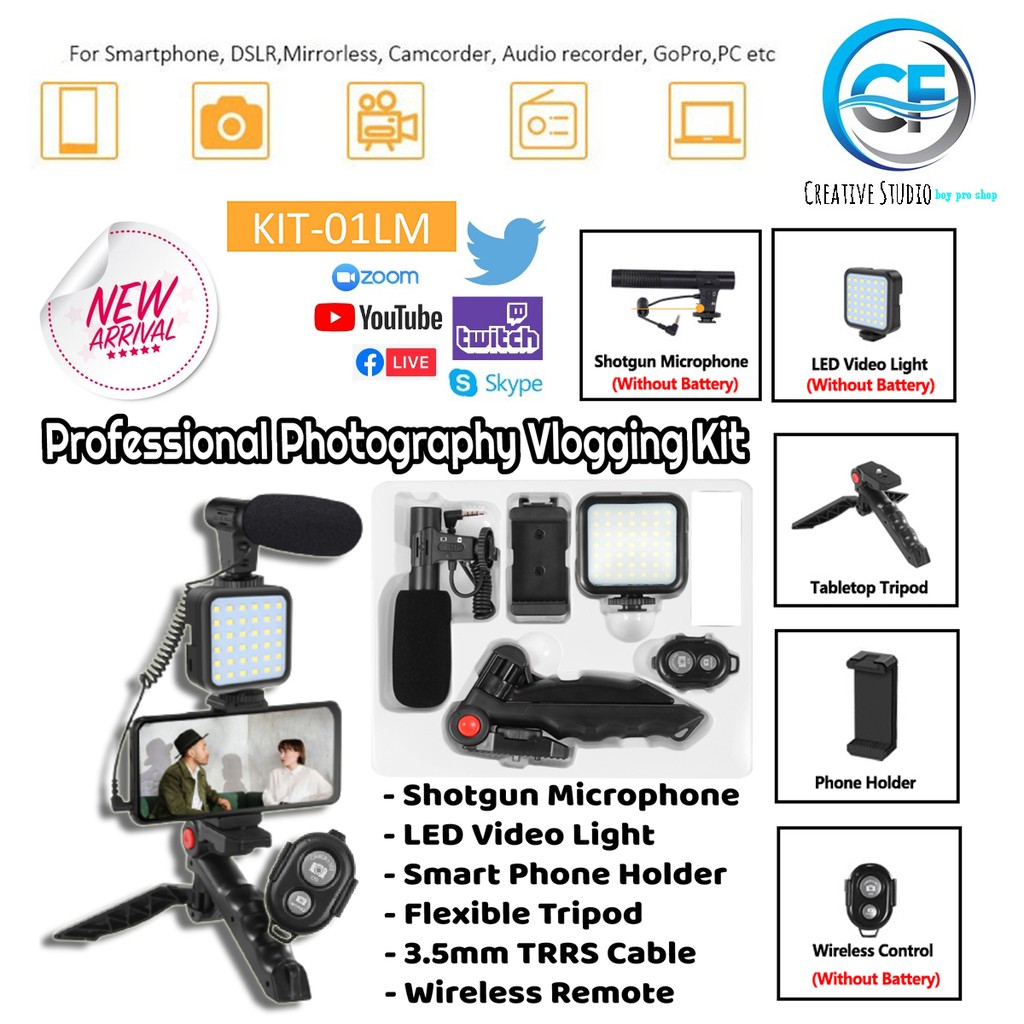 For Smartphone, DSLR,Mirrorless, Camcorder, Audio recorder, GoPro,PC etc
CF
CREATIVE STUDIO boy pro shop
NEW
ARRIVAL
KIT-01LM
zoom
YouTube
twitch
LIVE
Skype
Shotgun Microphone
(Without Battery)
LED Video Light
(Without Battery)
Professional Photography Vlogging Kit
Tabletop Tripod
Phone Holder
- Shotgun Microphone
- LED Video Light
- Smart Phone Holder
- Flexible Tripod
- 3.5mm TRRS Cable
- Wireless Remote
Wireless Control
(Without Battery)